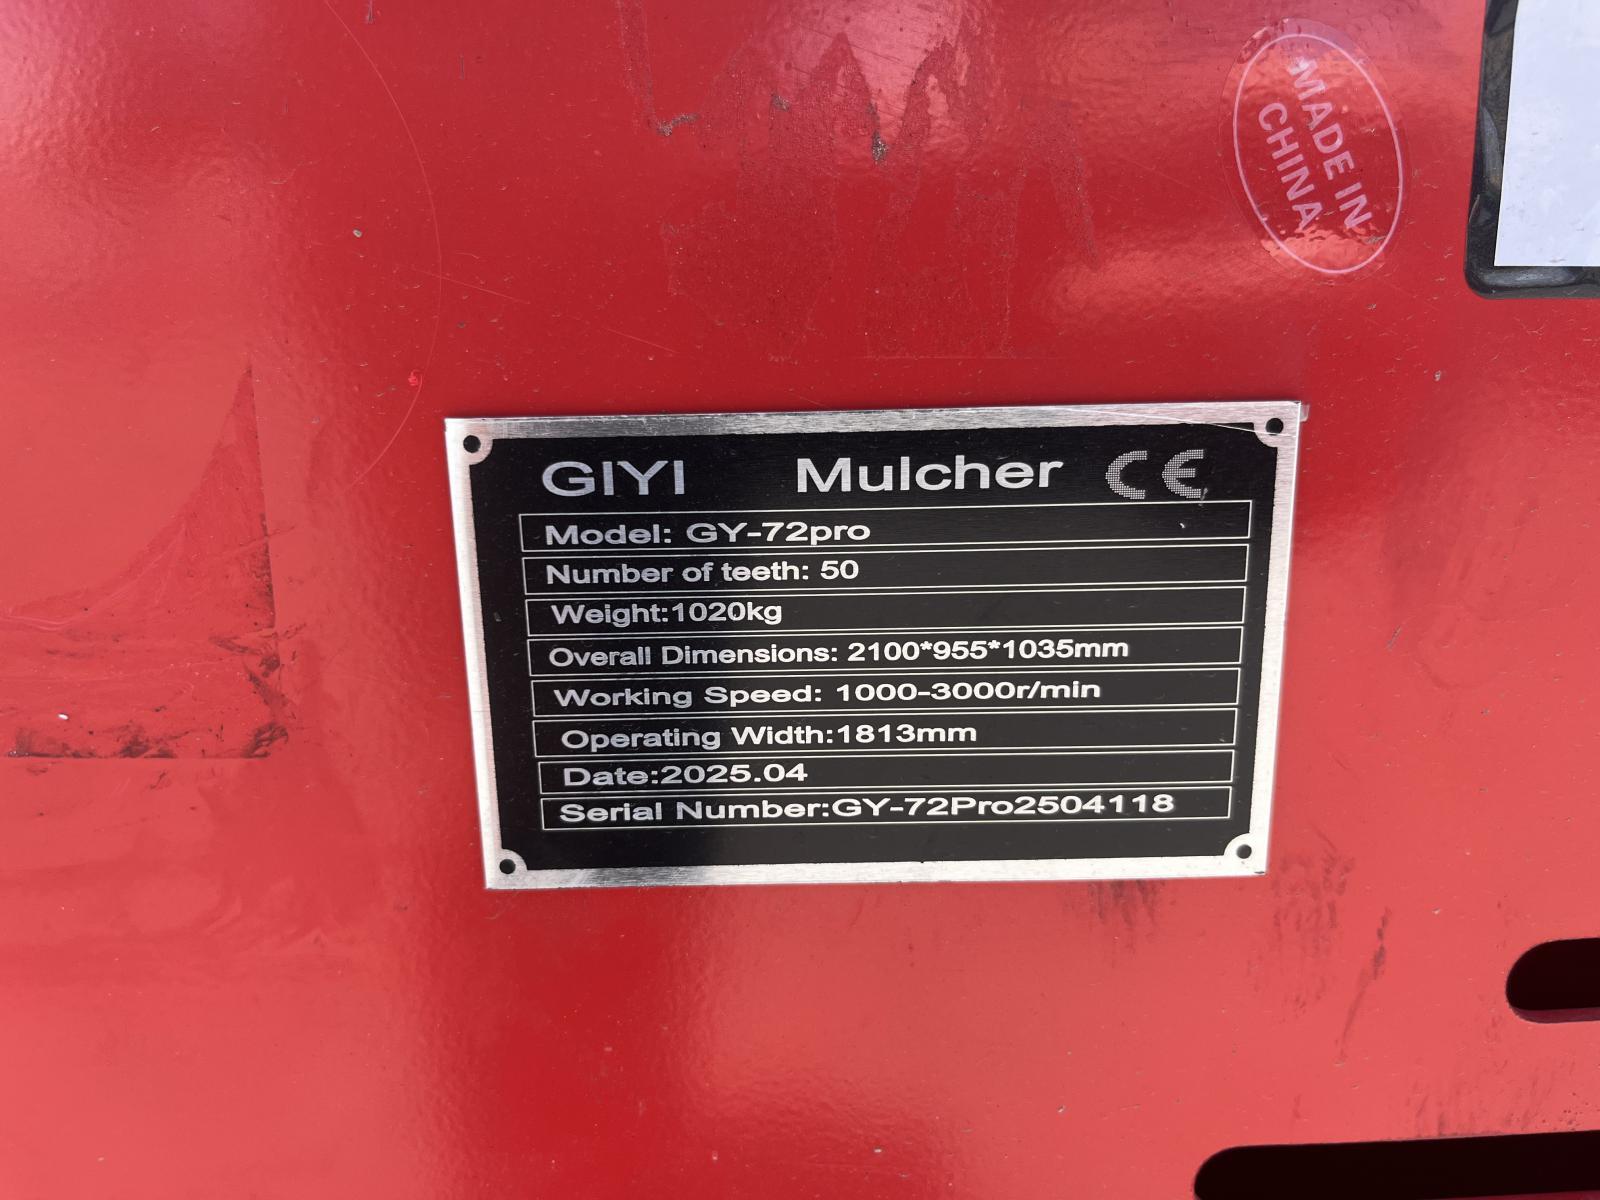 MADE IN
CHINA
GIYI Mulcher CE
Model: GY-72pro
Number of teeth: 50
Weight:1020kg
Overall Dimensions: 2100*955*1035mm
Working Speed: 1000-3000r/min
Operating Width:1813mm
Date:2025.04
Serial Number:GY-72Pro2504118